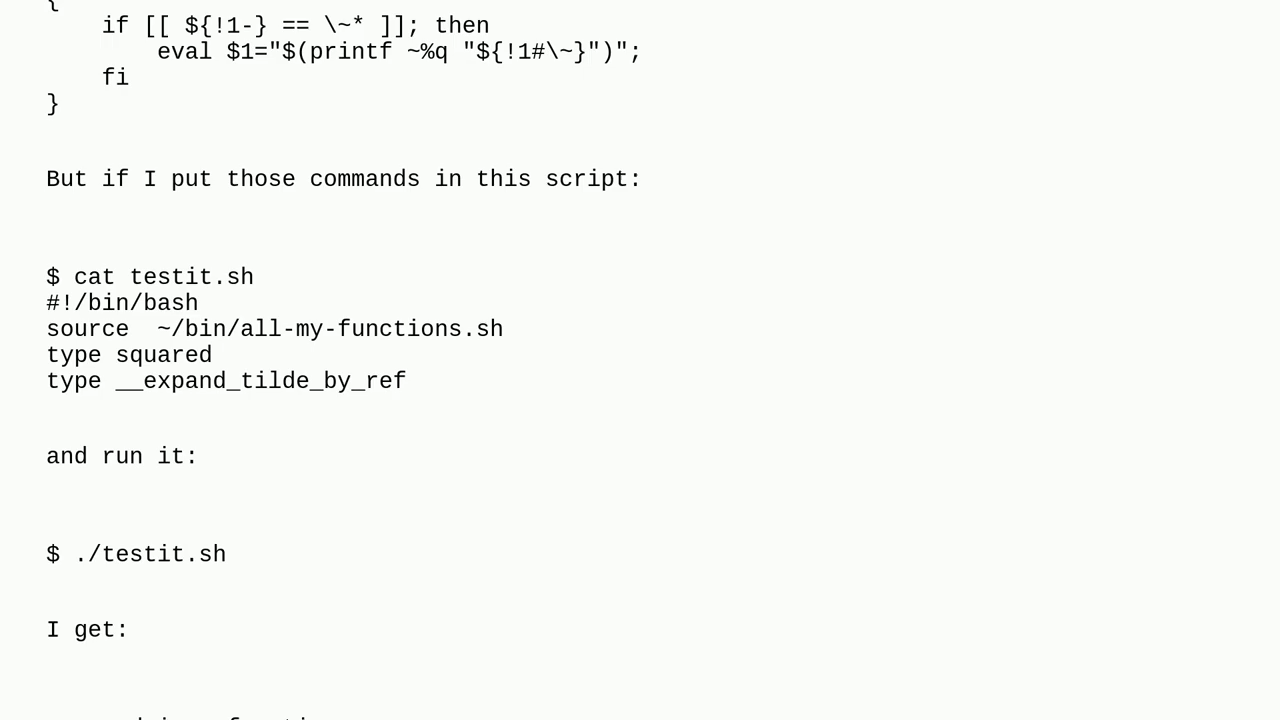 {
    if [[ ${!1-} == \~* ]]; then
        eval $1="$(printf ~%q "${!1#\~}")";
    fi
}
But if I put those commands in this script:
$ cat testit.sh
#!/bin/bash
source  ~/bin/all-my-functions.sh
type squared
type __expand_tilde_by_ref
and run it:
$ ./testit.sh
I get: